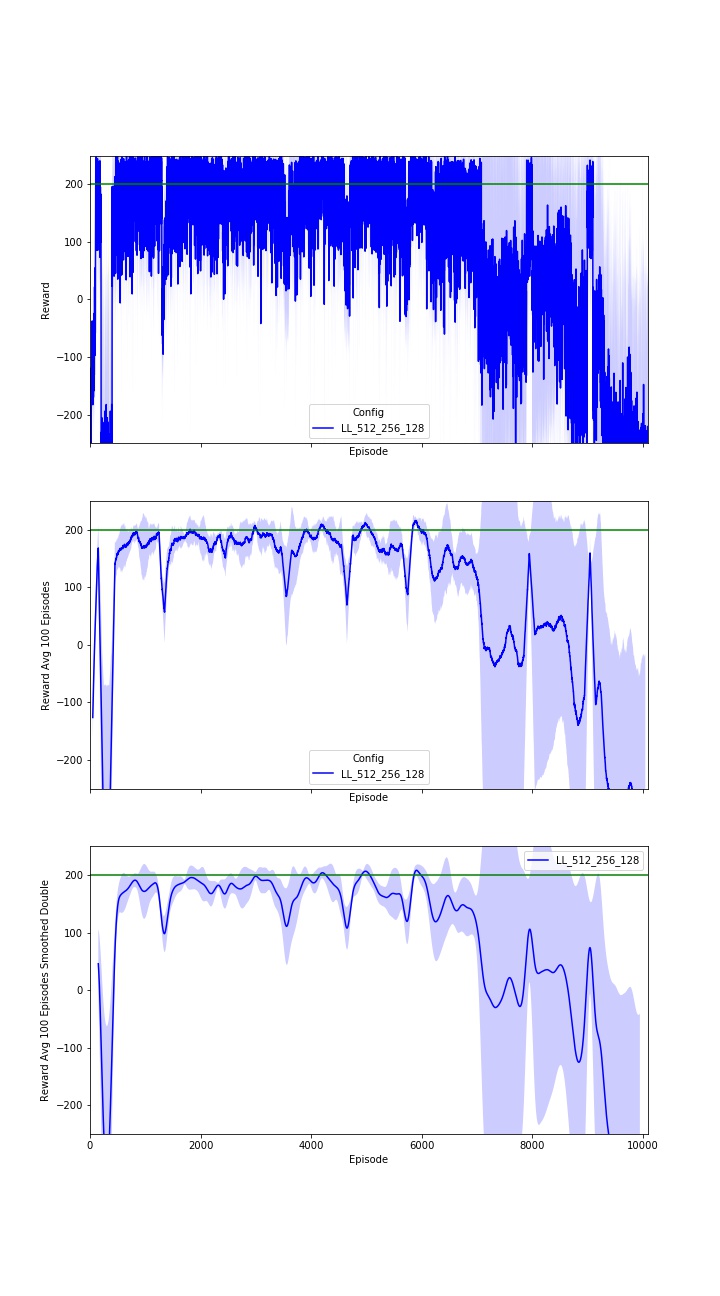 200
100
0
−100
−200
Reward
Config
LL_512_256_128
Episode
200
100
0
−100
−200
Reward Avg 100 Episodes
Config
LL_512_256_128
Episode
200
100
0
−100
−200
Reward Avg 100 Episodes Smoothed Double
LL_512_256_128
0 2000 4000 6000 8000 10000
Episode